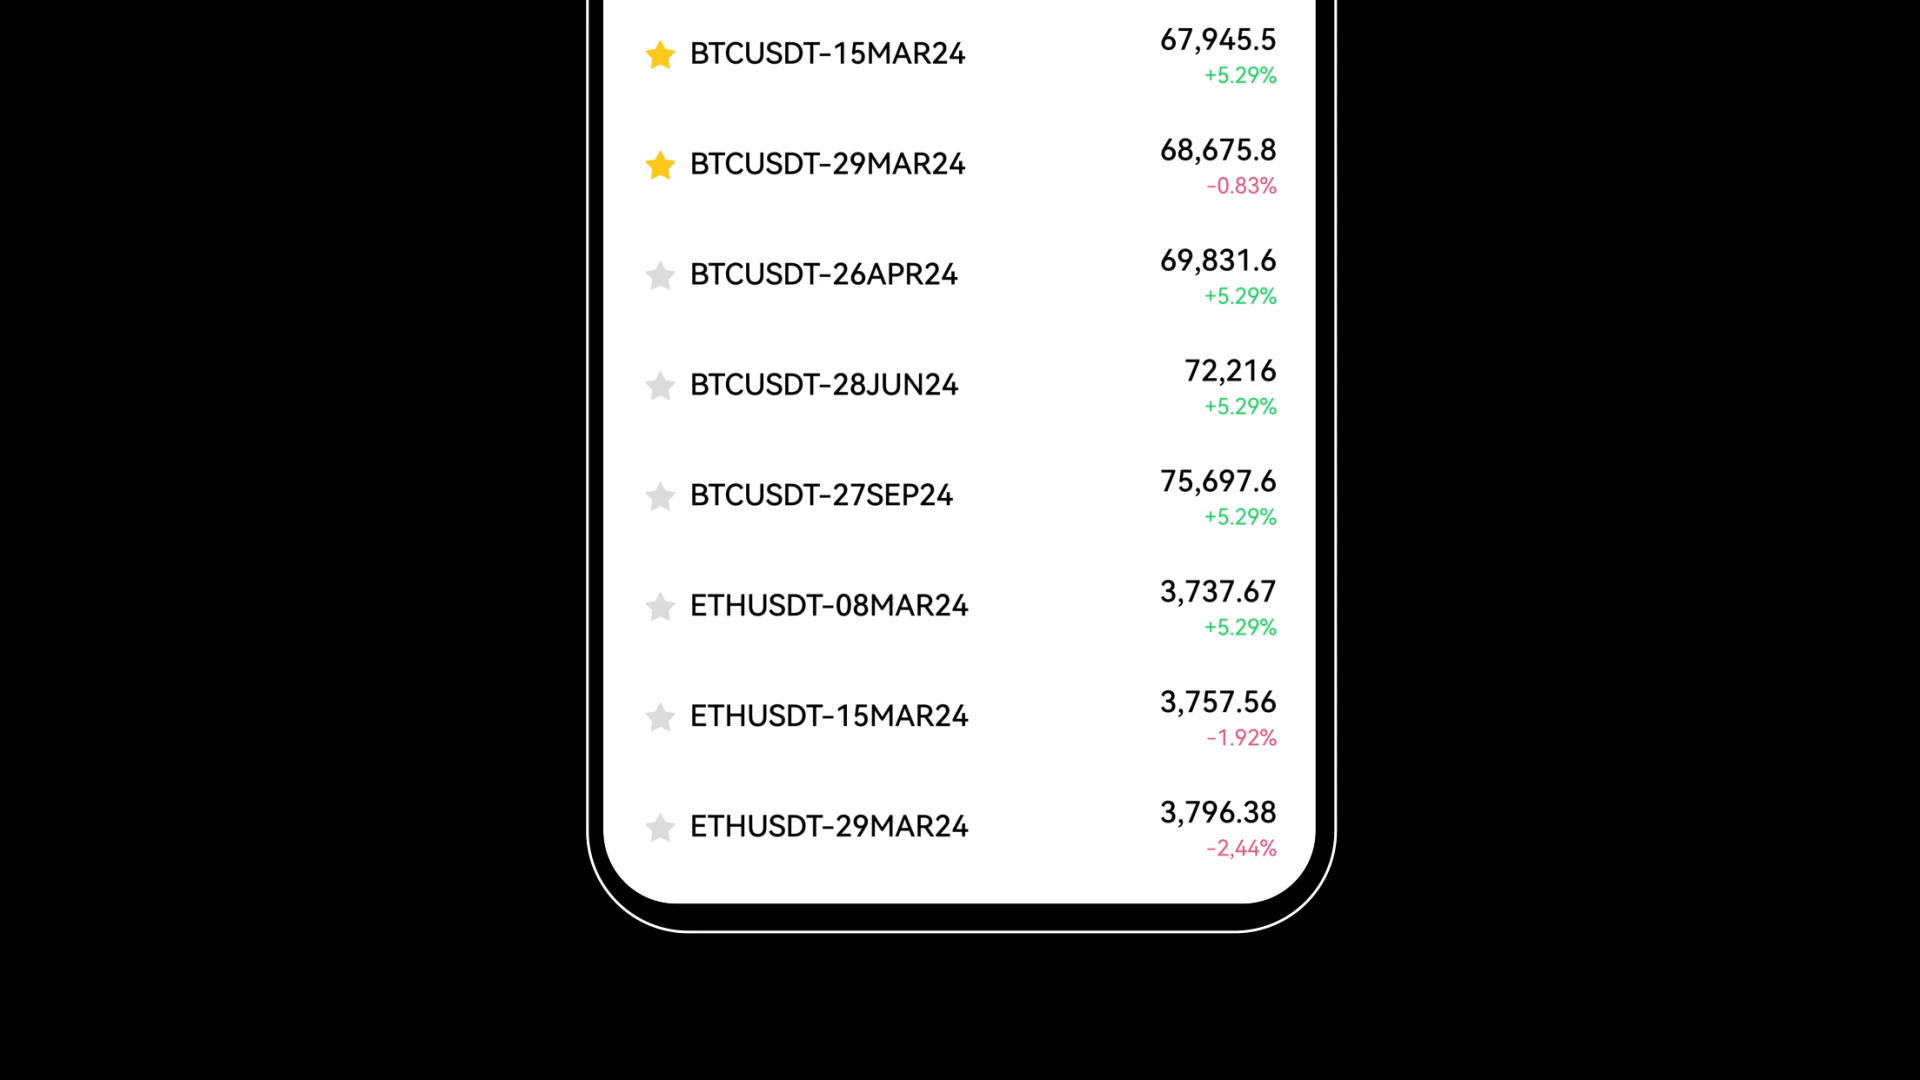 BTCUSDT-15MAR24 67,945.5
+5.29%
BTCUSDT-29MAR24 68,675.8
-0.83%
BTCUSDT-26APR24 69,831.6
+5.29%
BTCUSDT-28JUN24 72,216
+5.29%
BTCUSDT-27SEP24 75,697.6
+5.29%
ETHUSDT-08MAR24 3,737.67
+5.29%
ETHUSDT-15MAR24 3,757.56
-1.92%
ETHUSDT-29MAR24 3,796.38
-2,44%